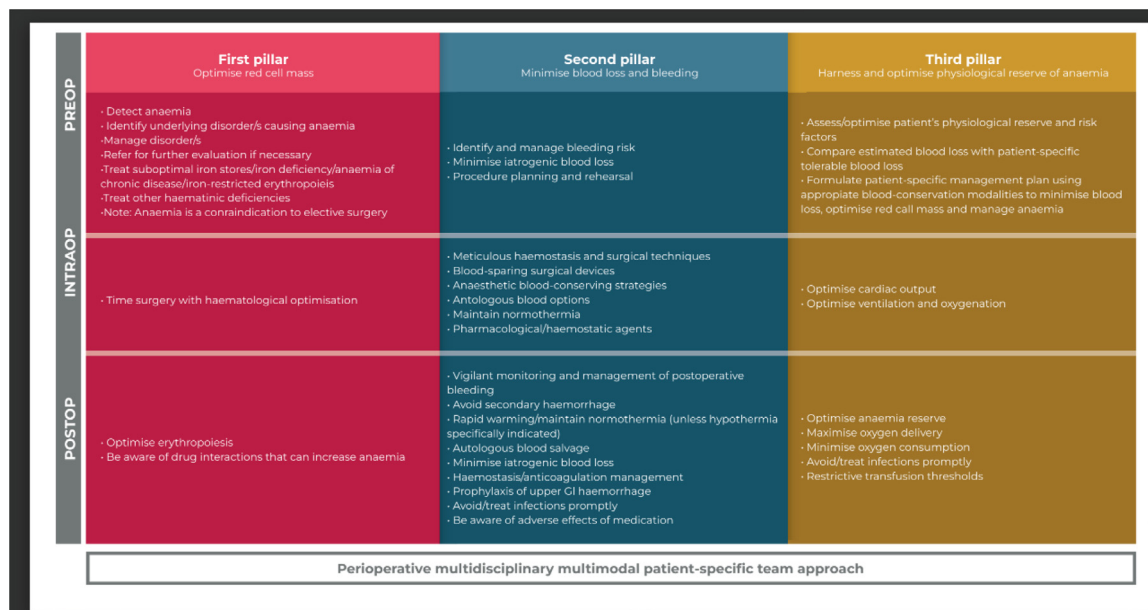 First pillar
Optimise red cell mass
Second pillar
Minimise blood loss and bleeding
Third pillar
Harness and optimise physiological reserve of anaemia
PREOP
• Detect anaemia
• Identify underlying disorder/s causing anaemia
•Manage disorder/s
• Refer for further evaluation if necessary
•Treat suboptimal iron stores/iron deficiency/anaemia of
chronic disease/iron-restricted erythropoieis
•Treat other haematinic deficiencies
•Note: Anaemia is a conraindication to elective surgery
• Identify and manage bleeding risk
• Minimise iatrogenic blood loss
• Procedure planning and rehearsal
• Assess/optimise patient's physiological reserve and risk
factors
• Compare estimated blood loss with patient-specific
tolerable blood loss
• Formulate patient-specific management plan using
appropiate blood-conservation modalities to minimise blood
loss, optimise red call mass and manage anaemia
INTRAOP
• Time surgery with haematological optimisation
• Meticulous haemostasis and surgical techniques
• Blood-sparing surgical devices
• Anaesthetic blood-conserving strategies
• Antologous blood options
• Maintain normothermia
• Pharmacological/haemostatic agents
• Optimise cardiac output
• Optimise ventilation and oxygenation
POSTOP
• Optimise erythropoiesis
• Be aware of drug interactions that can increase anaemia
• Vigilant monitoring and management of postoperative
bleeding
• Avoid secondary haemorrhage
• Rapid warming/maintain normothermia (unless hypothermia
specifically indicated)
• Autologous blood salvage
• Minimise iatrogenic blood loss
• Haemostasis/anticoagulation management
• Prophylaxis of upper GI haemorrhage
• Avoid/treat infections promptly
• Be aware of adverse effects of medication
• Optimise anaemia reserve
• Maximise oxygen delivery
• Minimise oxygen consumption
• Avoid/treat infections promptly
• Restrictive transfusion thresholds
Perioperative multidisciplinary multimodal patient-specific team approach